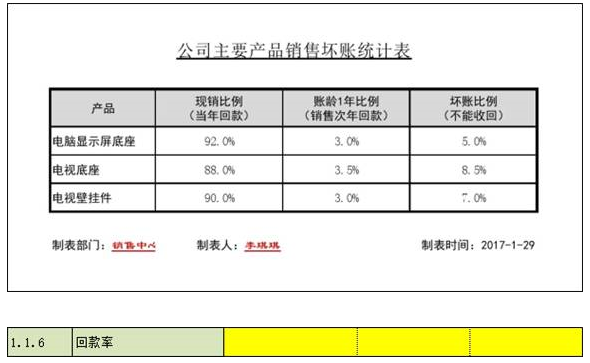 公司主要产品销售坏账统计表
产品 现销比例（当年回款） 账龄1年比例（销售次年回款） 坏账比例（不能收回）
电脑显示屏底座 92.0% 3.0% 5.0%
电视底座 88.0% 3.5% 8.5%
电视壁挂件 90.0% 3.0% 7.0%
制表部门：销售中心 制表人：李琪琪 制表时间：2017-1-29
1.1.6 回款率